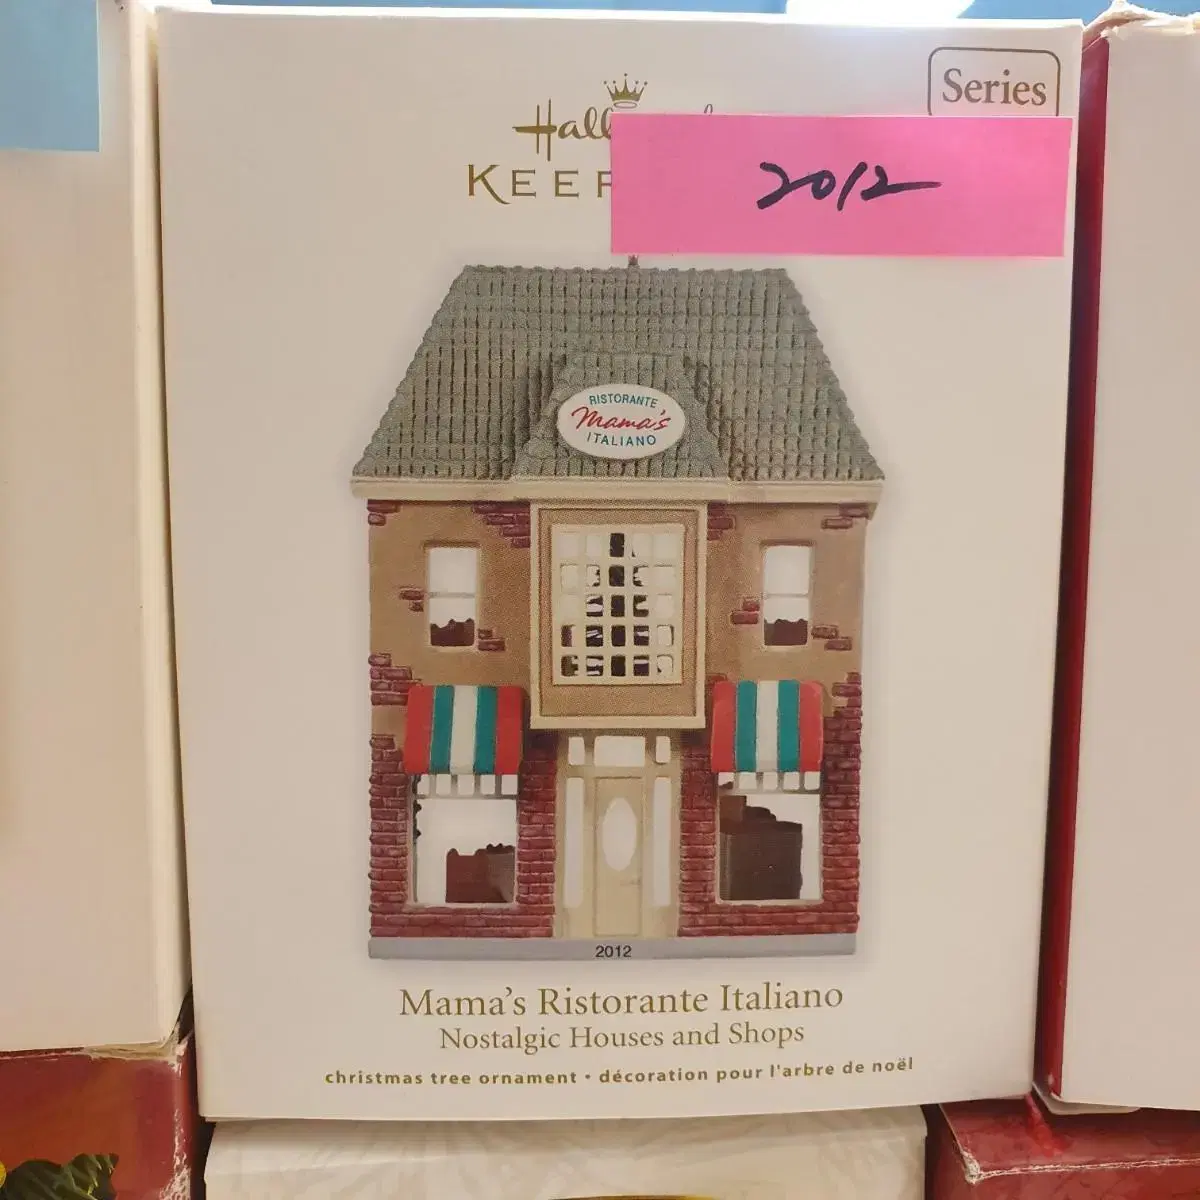 Series
Hall
KEEP
2012
RISTORANTE
Mama's
ITALIANO
2012
Mama's Ristorante Italiano
Nostalgic Houses and Shops
christmas tree ornament • décoration pour l'arbre de noël